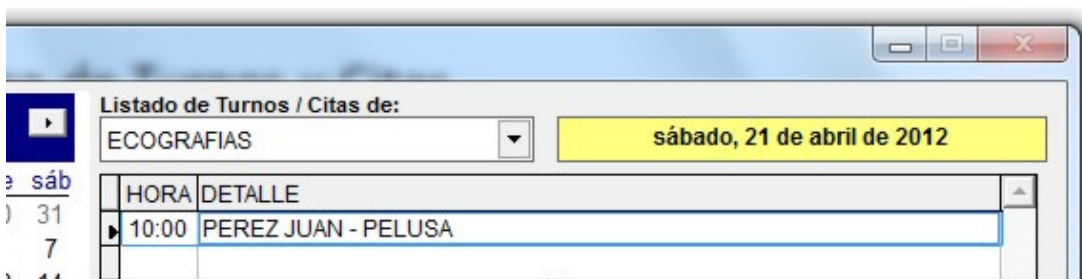 Listado de Turnos / Citas de:
ECOGRAFIAS
sábado, 21 de abril de 2012
sáb
HORA DETALLE
31
10:00 PEREZ JUAN - PELUSA
7